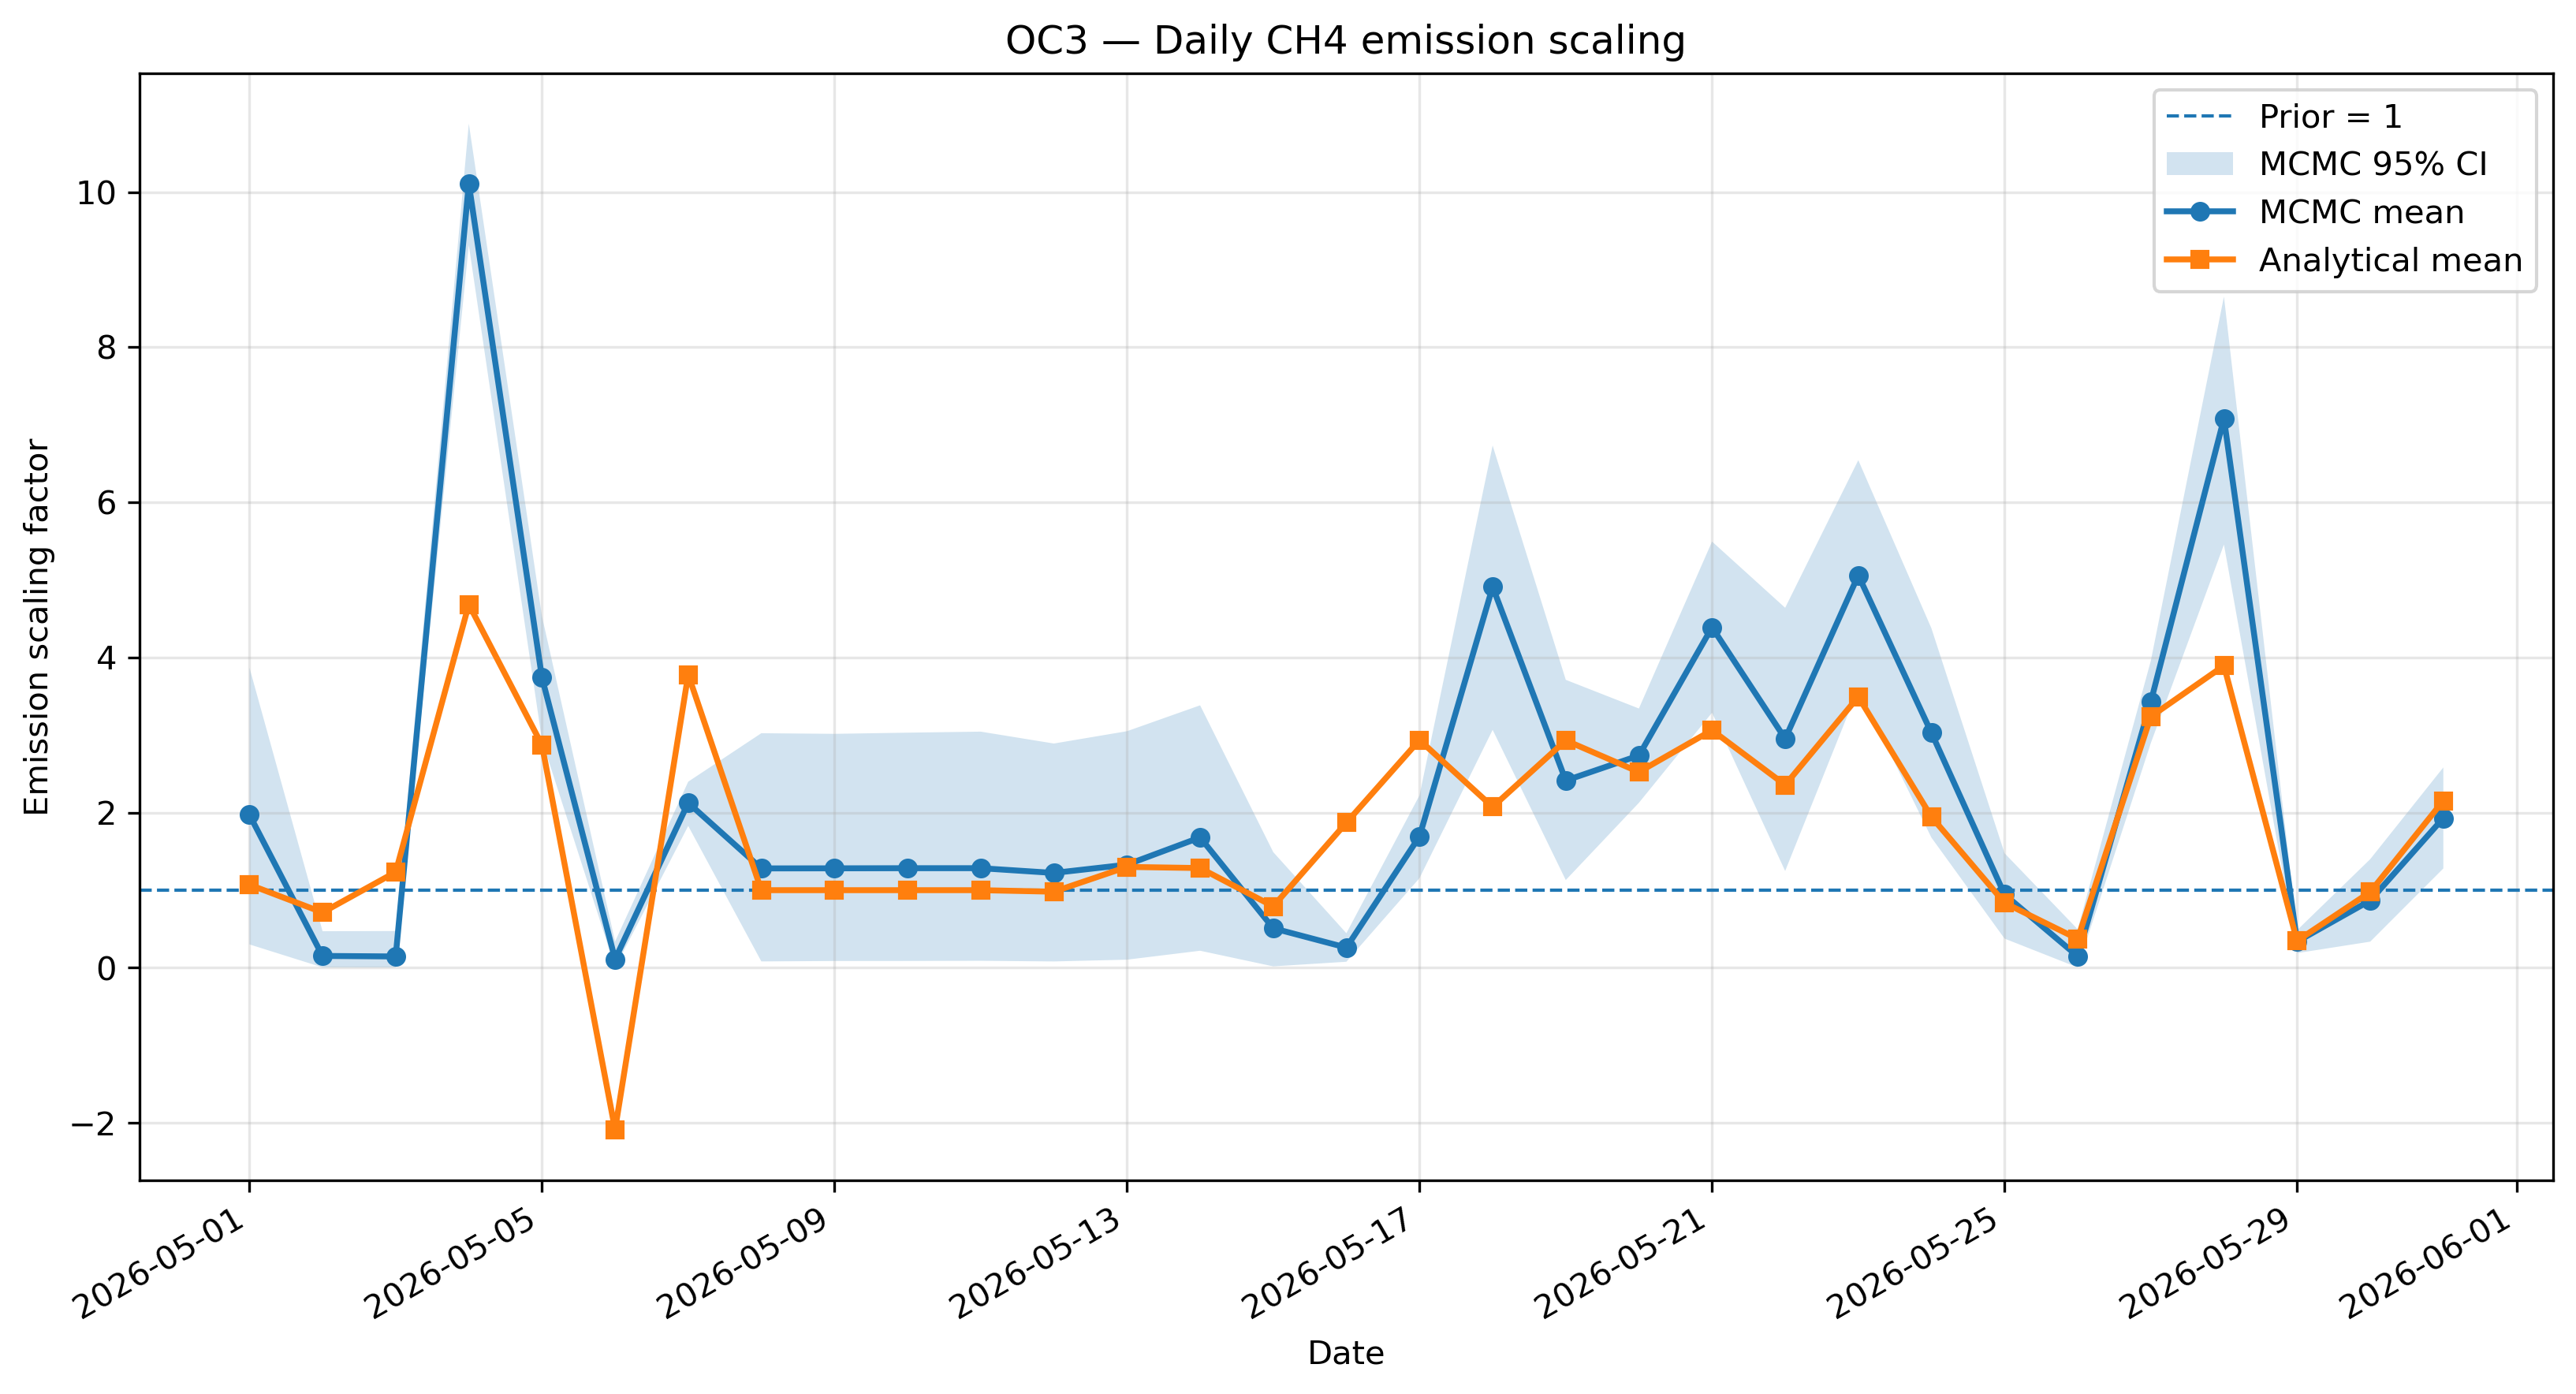 OC3 — Daily CH4 emission scaling
Prior = 1
MCMC 95% CI
MCMC mean
Analytical mean
Emission scaling factor
10
8
6
4
2
0
−2
2026-05-01
2026-05-05
2026-05-09
2026-05-13
2026-05-17
2026-05-21
2026-05-25
2026-05-29
2026-06-01
Date